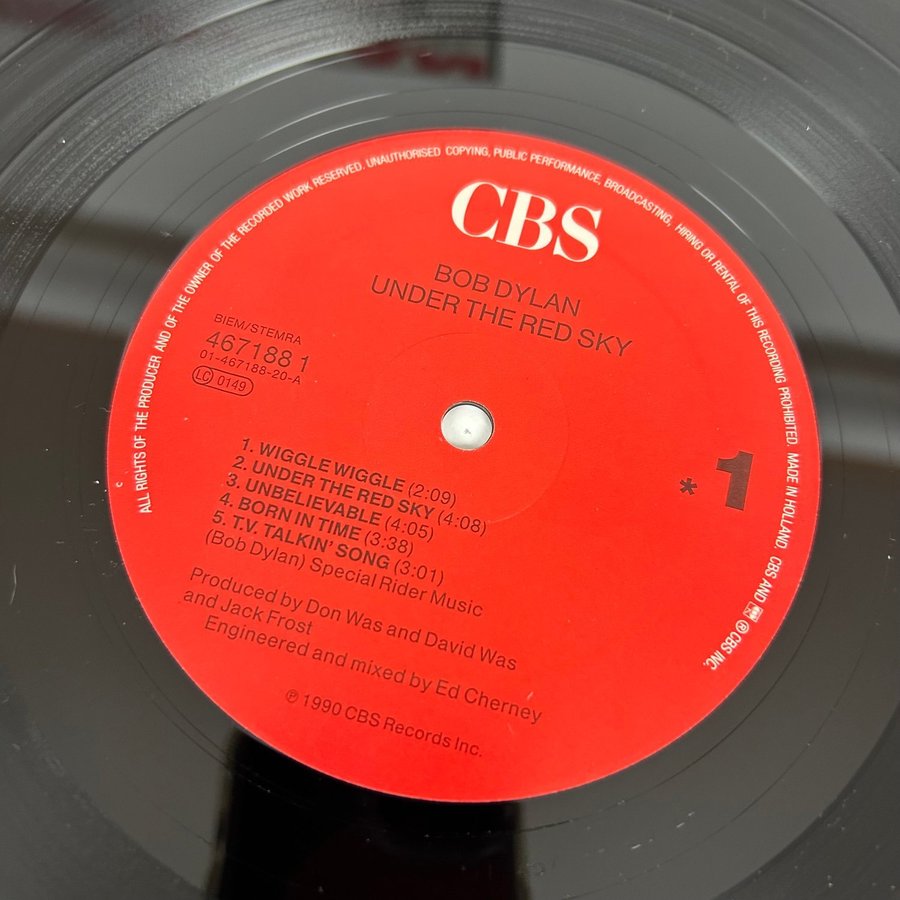 CBS
BOB DYLAN
UNDER THE RED SKY
BIEM/STEMRA
467188 1
01-467188-20-A
LC 0149
1. WIGGLE WIGGLE (2:09)
2. UNDER THE RED SKY (4:08)
3. UNBELIEVABLE (4:05)
4. BORN IN TIME (3:38)
5. T.V. TALKIN' SONG (3:01)
(Bob Dylan) Special Rider Music
* 1
Produced by Don Was and David Was
and Jack Frost
Engineered and mixed by Ed Cherney
℗ 1990 CBS Records Inc.
ALL RIGHTS OF THE PRODUCER AND OF THE OWNER OF THE RECORDED WORK RESERVED. UNAUTHORISED COPYING, PUBLIC PERFORMANCE, BROADCASTING, HIRING OR RENTAL OF THIS RECORDING PROHIBITED. MADE IN HOLLAND. CBS AND ® CBS INC.